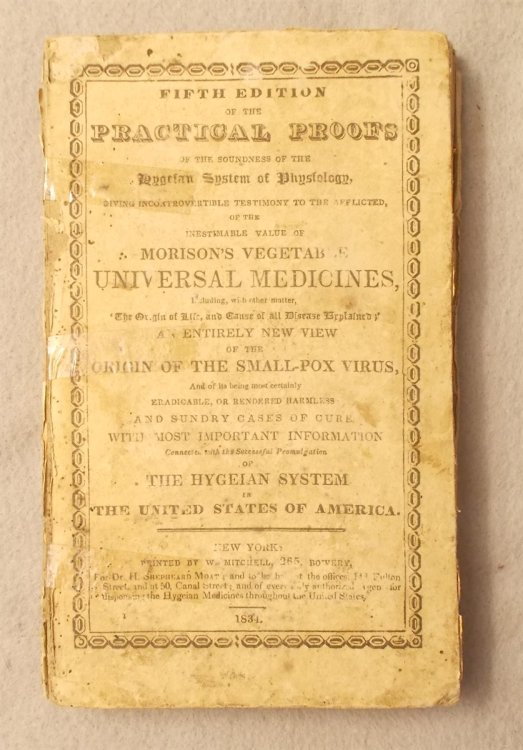 FIFTH EDITION
OF THE
PRACTICAL PROOFS
OF THE SOUNDNESS OF THE
Hygeian System of Physiology,
GIVING INCONTROVERTIBLE TESTIMONY TO THE AFFLICTED,
OF THE
INESTIMABLE VALUE OF
MORISON'S VEGETABLE
UNIVERSAL MEDICINES,
Including, with other matter,
'The Origin of Life, and Cause of all Disease Explained;'
AN ENTIRELY NEW VIEW
OF THE
ORIGIN OF THE SMALL-POX VIRUS,
And of its being most certainly
ERADICABLE, OR RENDERED HARMLESS
AND SUNDRY CASES OF CURE
WITH MOST IMPORTANT INFORMATION
Connected with the Successful Promulgation
OF
THE HYGEIAN SYSTEM
IN
THE UNITED STATES OF AMERICA.
NEW YORK:
PRINTED BY W. MITCHELL, 265, BOWERY,
For Dr. H. SHEPHEARD MOAT; and to be at the offices, Fulton
Street, and at 50, Canal Street; and of every authorized agent for
dispensing the Hygeian Medicines throughout the United States.
1834.